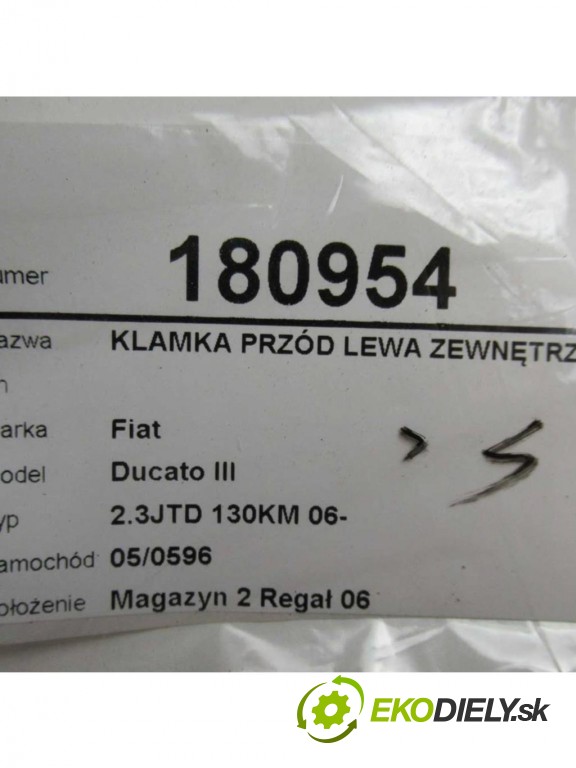 umer 180954
azwa KLAMKA PRZÓD LEWA ZEWNĘTRZ
n
arka Fiat
odel Ducato III
yp 2.3JTD 130KM 06-
amochód 05/0596
ołożenie Magazyn 2 Regał 06
EKODIELY.sk